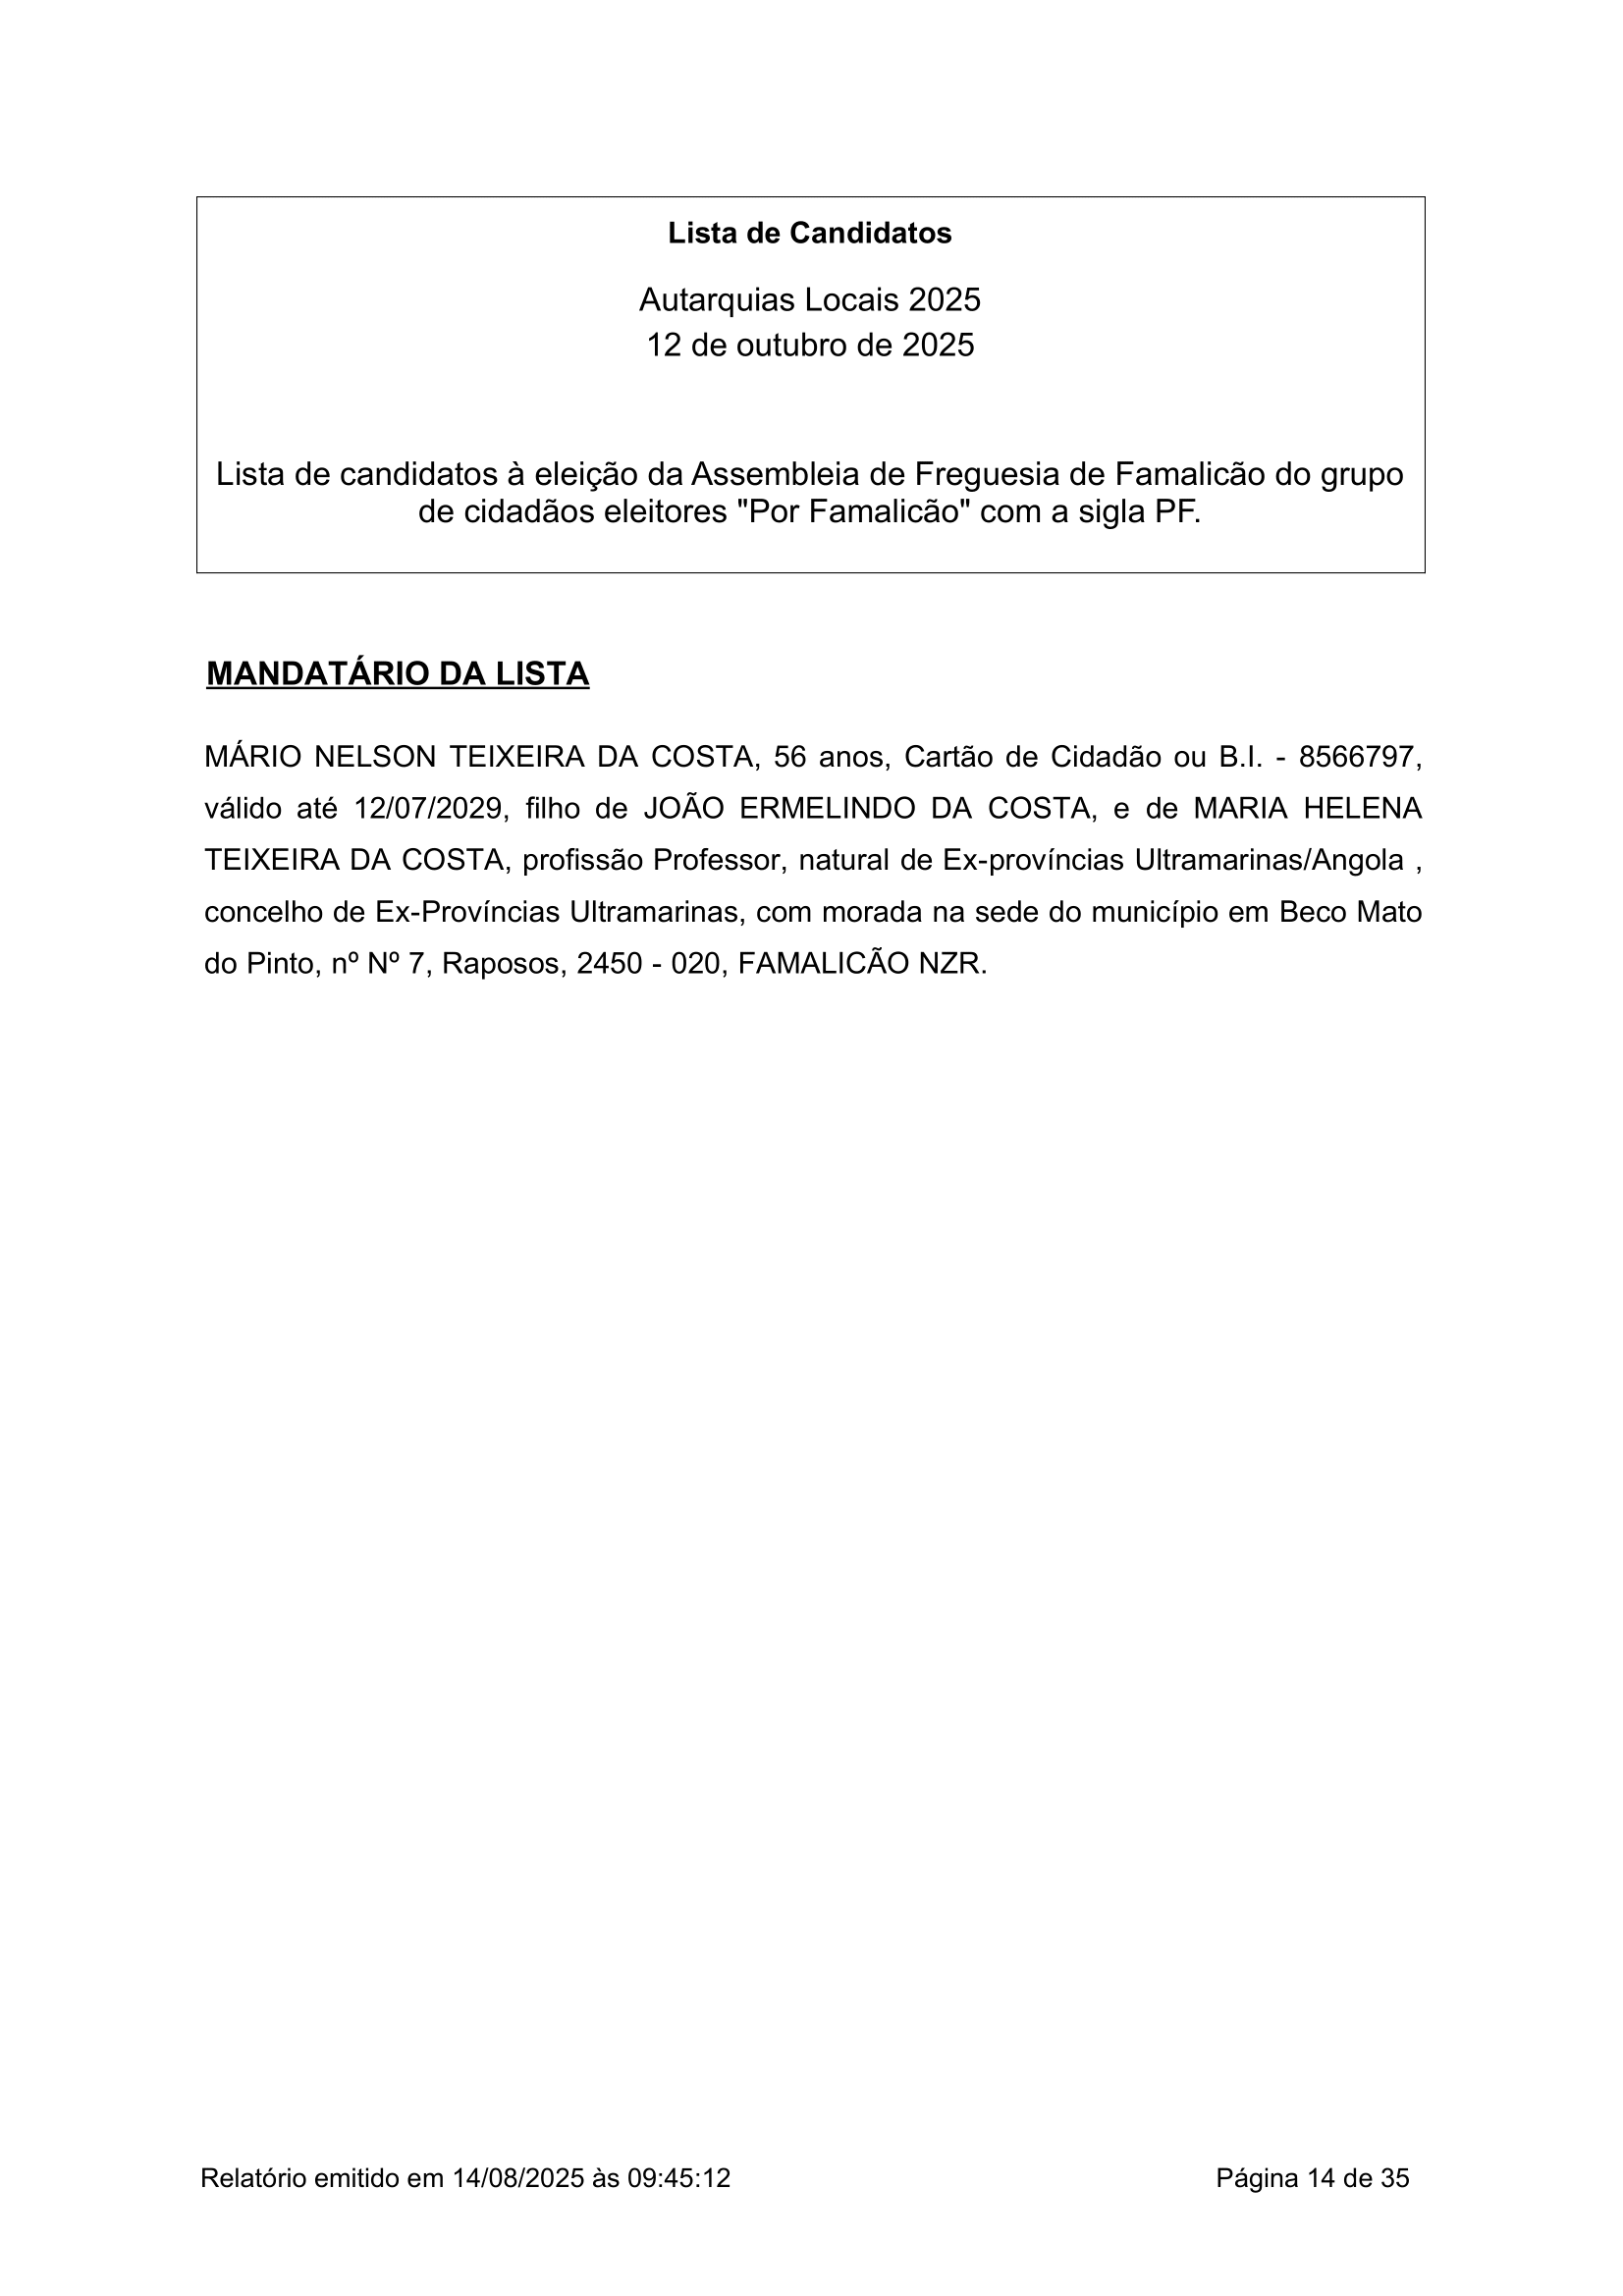 Lista de Candidatos
Autarquias Locais 2025
12 de outubro de 2025
Lista de candidatos à eleição da Assembleia de Freguesia de Famalicão do grupo
de cidadãos eleitores "Por Famalicão" com a sigla PF.
MANDATÁRIO DA LISTA
MÁRIO NELSON TEIXEIRA DA COSTA, 56 anos, Cartão de Cidadão ou B.I. - 8566797,
válido até 12/07/2029, filho de JOÃO ERMELINDO DA COSTA, e de MARIA HELENA
TEIXEIRA DA COSTA, profissão Professor, natural de Ex-províncias Ultramarinas/Angola ,
concelho de Ex-Províncias Ultramarinas, com morada na sede do município em Beco Mato
do Pinto, nº Nº 7, Raposos, 2450 - 020, FAMALICÃO NZR.
Relatório emitido em 14/08/2025 às 09:45:12
Página 14 de 35